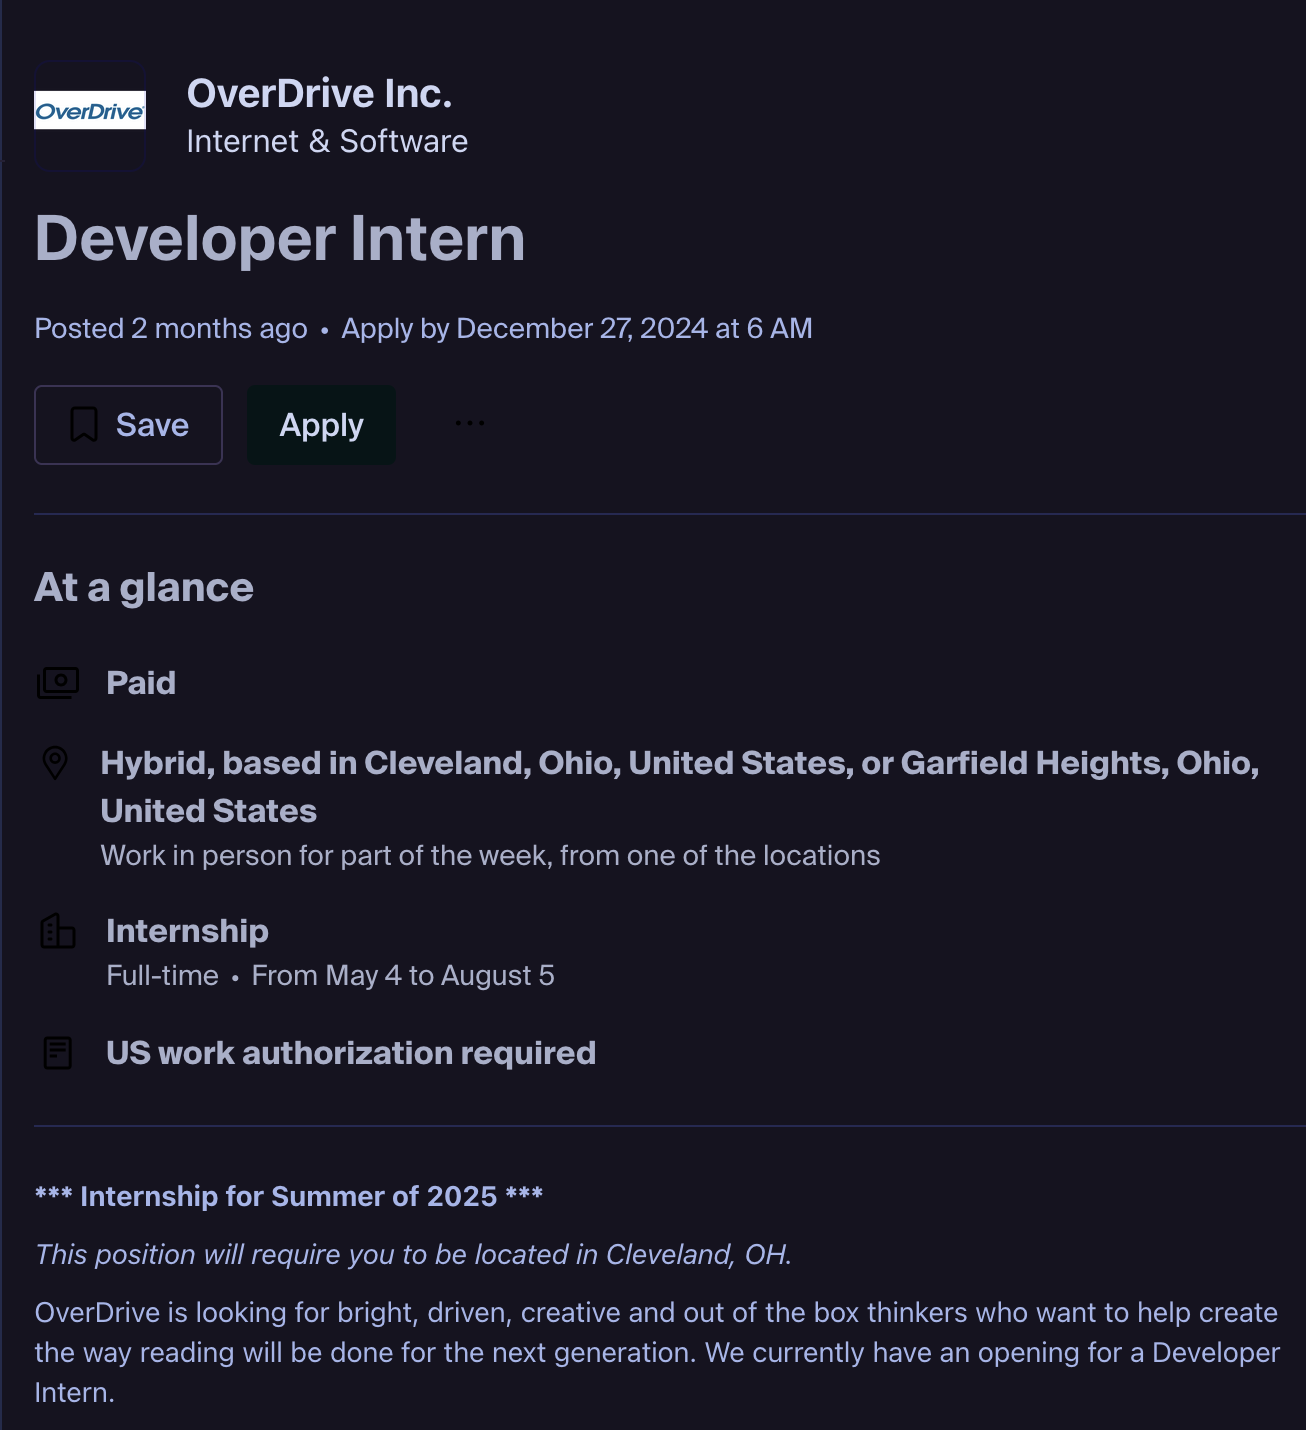 OverDrive
OverDrive Inc.
Internet & Software
Developer Intern
Posted 2 months ago • Apply by December 27, 2024 at 6 AM
Save
Apply
...
At a glance
Paid
Hybrid, based in Cleveland, Ohio, United States, or Garfield Heights, Ohio,
United States
Work in person for part of the week, from one of the locations
Internship
Full-time • From May 4 to August 5
US work authorization required
*** Internship for Summer of 2025 ***
This position will require you to be located in Cleveland, OH.
OverDrive is looking for bright, driven, creative and out of the box thinkers who want to help create
the way reading will be done for the next generation. We currently have an opening for a Developer
Intern.